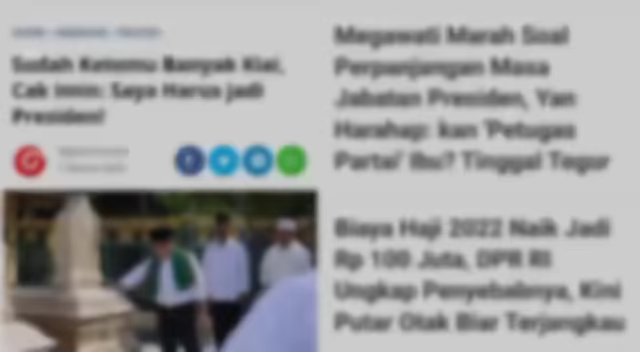 Sudah Ketemu Banyak Kiai,
Cak Imin: Saya Harus Jadi
Presiden!
Megawati Marah Soal
Perpanjangan Masa
Jabatan Presiden, Yan
Harahap: kan 'Petugas
Partai' Ibu? Tinggal Tegor
Biaya Haji 2022 Naik Jadi
Rp 100 Juta, DPR RI
Ungkap Penyebabnya, Kini
Putar Otak Biar Terjangkau